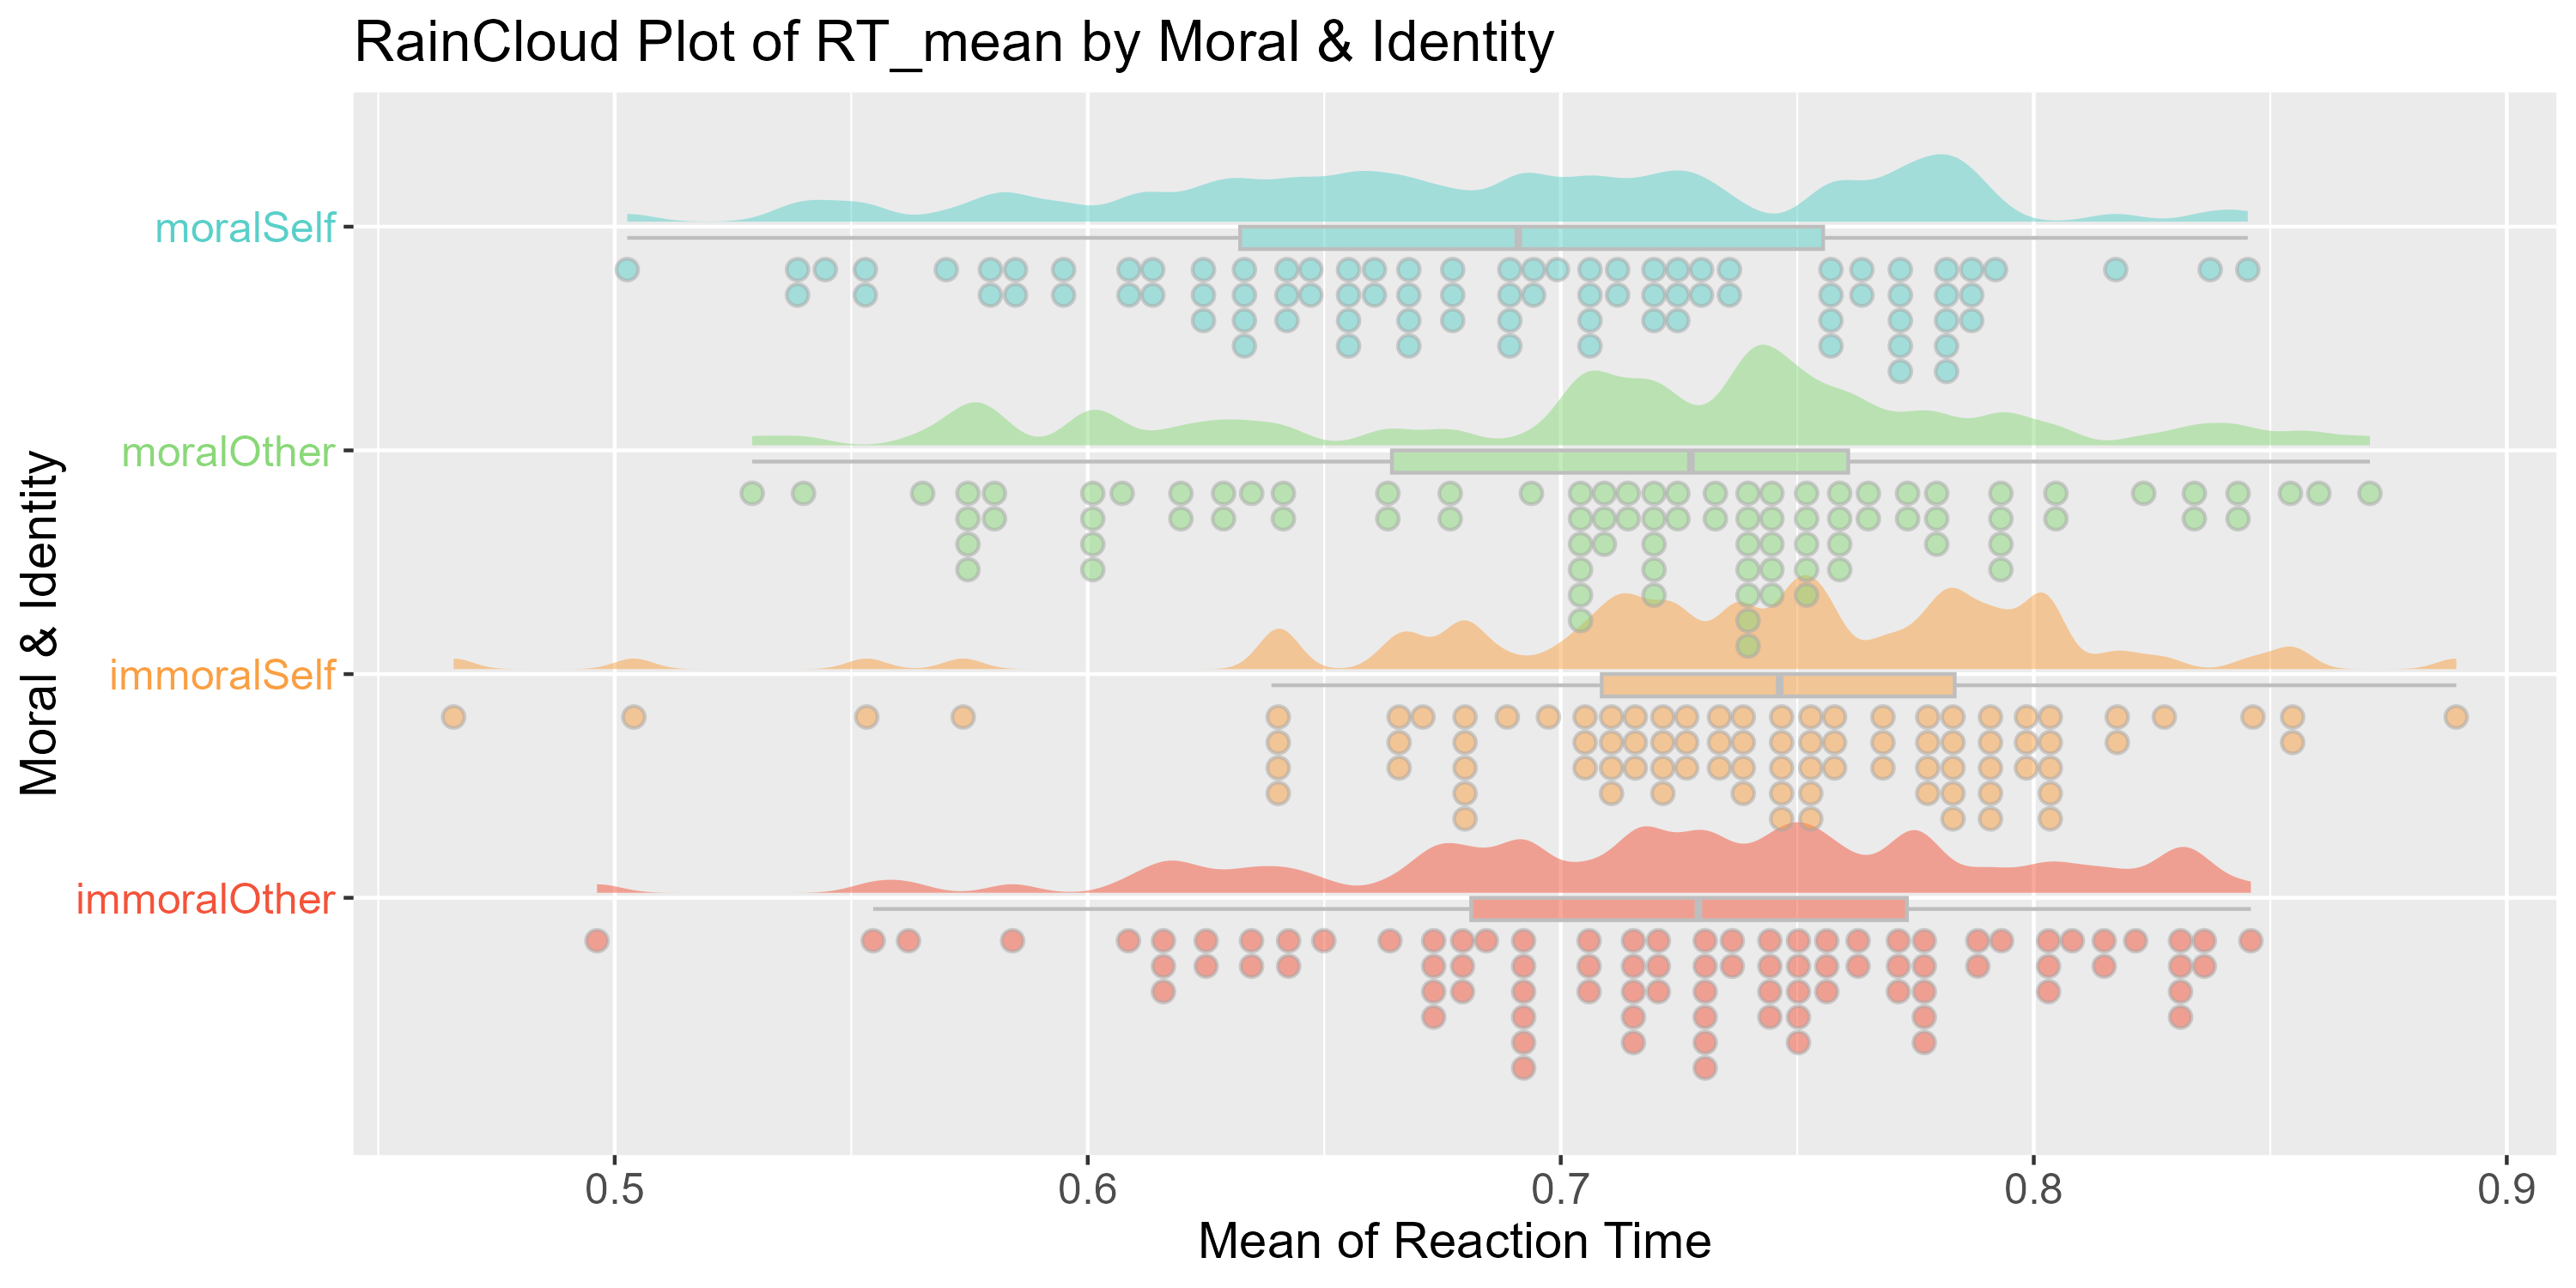 RainCloud Plot of RT_mean by Moral & Identity
Moral & Identity
moralSelf
moralOther
immoralSelf
immoralOther
0.5 0.6 0.7 0.8 0.9
Mean of Reaction Time